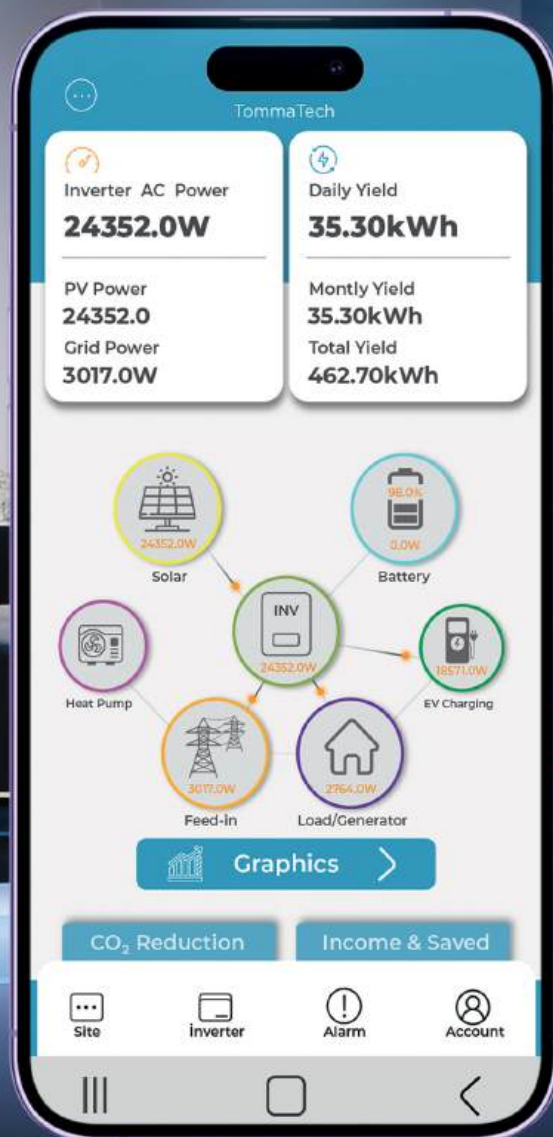 TommaTech
Inverter AC Power
24352.0W
PV Power
24352.0
Grid Power
3017.0W
Daily Yield
35.30kWh
Montly Yield
35.30kWh
Total Yield
462.70kWh
24352.0W
Solar
98.0%
0.0W
Battery
INV
24352.0W
Heat Pump
18571.0W
EV Charging
3017.0W
Feed-in
2764.0W
Load/Generator
Graphics
CO₂ Reduction
Income & Saved
Site
İnverter
Alarm
Account